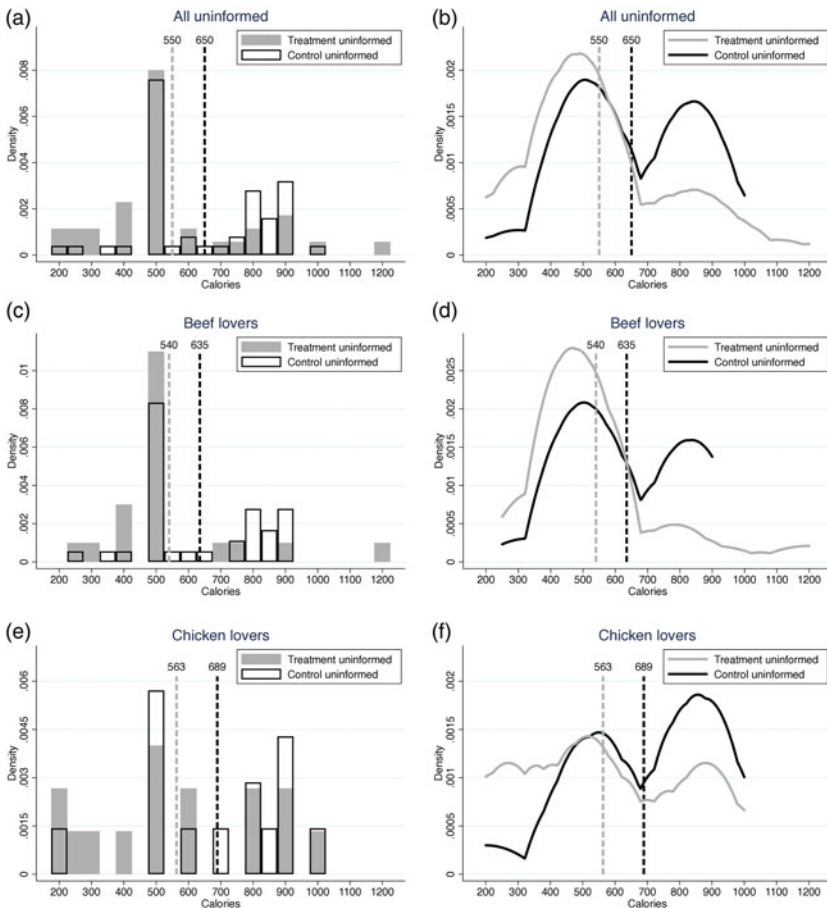 (a)
All uninformed
550
650
Treatment uninformed
Control uninformed
Density
.008
.006
.004
.002
0
200 300 400 500 600 700 800 900 1000 1100 1200
Calories
(b)
All uninformed
550
650
Treatment uninformed
Control uninformed
Density
.002
.0015
.001
.0005
0
200 300 400 500 600 700 800 900 1000 1100 1200
Calories
(c)
Beef lovers
540
635
Treatment uninformed
Control uninformed
Density
.01
.008
.006
.004
.002
0
200 300 400 500 600 700 800 900 1000 1100 1200
Calories
(d)
Beef lovers
540
635
Treatment uninformed
Control uninformed
Density
.0025
.002
.0015
.001
.0005
0
200 300 400 500 600 700 800 900 1000 1100 1200
Calories
(e)
Chicken lovers
563
689
Treatment uninformed
Control uninformed
Density
.006
.0045
.003
.0015
0
200 300 400 500 600 700 800 900 1000 1100 1200
Calories
(f)
Chicken lovers
563
689
Treatment uninformed
Control uninformed
Density
.002
.0015
.001
.0005
0
200 300 400 500 600 700 800 900 1000 1100 1200
Calories